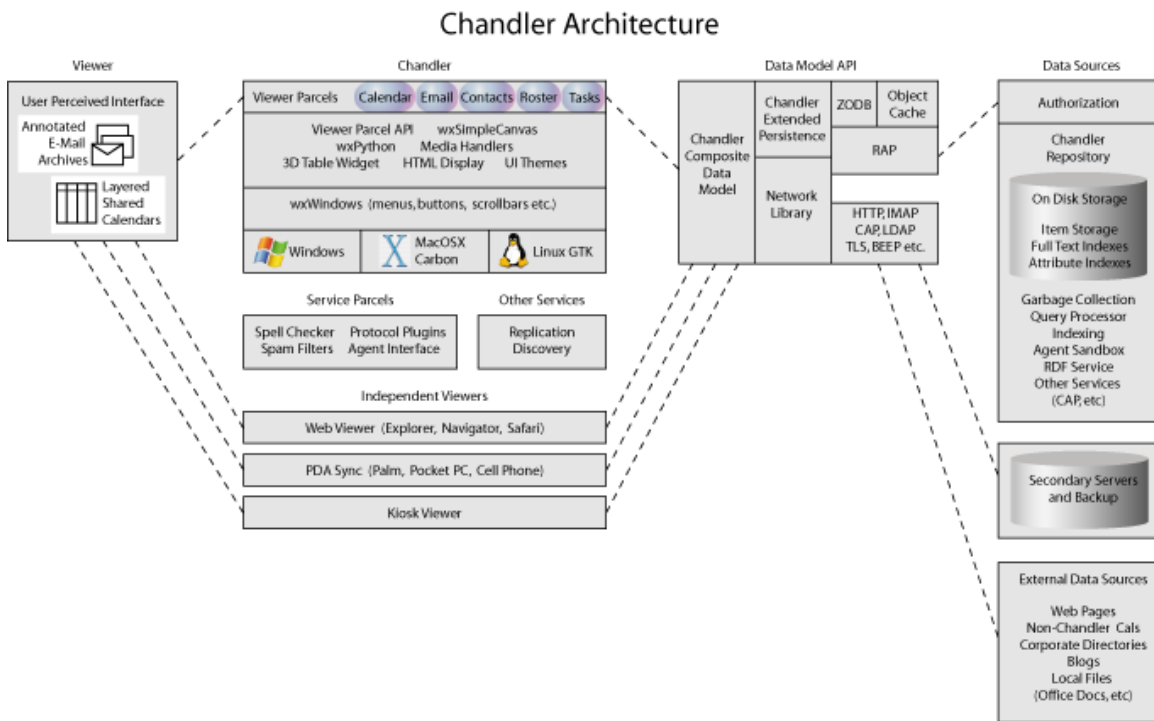 Chandler Architecture
Viewer
User Perceived Interface
Annotated
E-Mail
Archives
Layered
Shared
Calendars
Chandler
Viewer Parcels Calendar Email Contacts Roster Tasks
Viewer Parcel API wxSimpleCanvas
wxPython Media Handlers
3D Table Widget HTML Display UI Themes
wxWindows (menus, buttons, scrollbars etc.)
Windows
MacOSX
Carbon
Linux GTK
Service Parcels
Spell Checker Protocol Plugins
Spam Filters Agent Interface
Other Services
Replication
Discovery
Independent Viewers
Web Viewer (Explorer, Navigator, Safari)
PDA Sync (Palm, Pocket PC, Cell Phone)
Kiosk Viewer
Data Model API
Chandler
Composite
Data
Model
Chandler
Extended
Persistence
Network
Library
ZODB
Object
Cache
RAP
HTTP, IMAP
CAP, LDAP
TLS, BEEP etc.
Data Sources
Authorization
Chandler
Repository
On Disk Storage
Item Storage
Full Text Indexes
Attribute Indexes
Garbage Collection
Query Processor
Indexing
Agent Sandbox
RDF Service
Other Services
(CAP, etc)
Secondary Servers
and Backup
External Data Sources
Web Pages
Non-Chandler Cals
Corporate Directories
Blogs
Local Files
(Office Docs, etc)